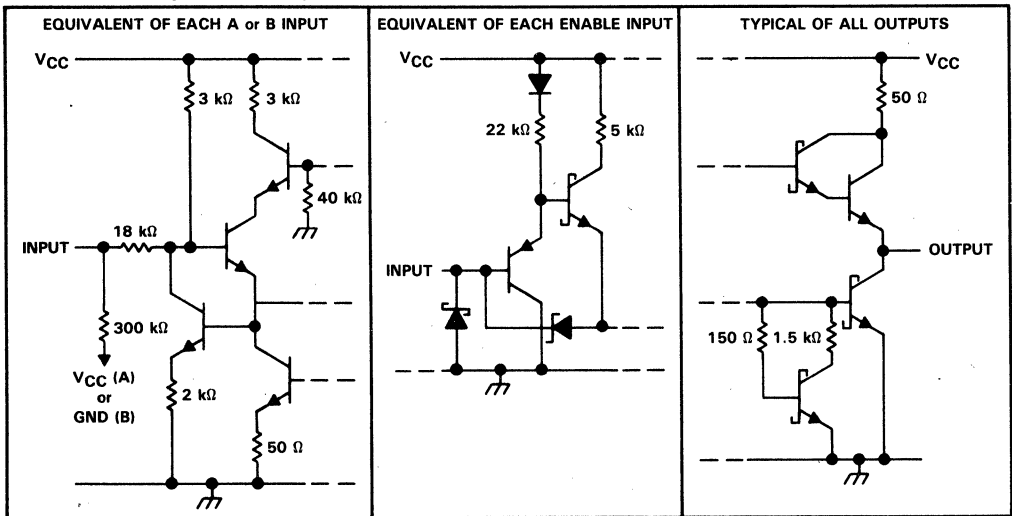 EQUIVALENT OF EACH A or B INPUT
VCC
3 kΩ
3 kΩ
40 kΩ
18 kΩ
INPUT
300 kΩ
VCC (A)
or
GND (B)
2 kΩ
50 Ω
EQUIVALENT OF EACH ENABLE INPUT
VCC
22 kΩ
5 kΩ
INPUT
TYPICAL OF ALL OUTPUTS
VCC
50 Ω
OUTPUT
150 Ω
1.5 kΩ